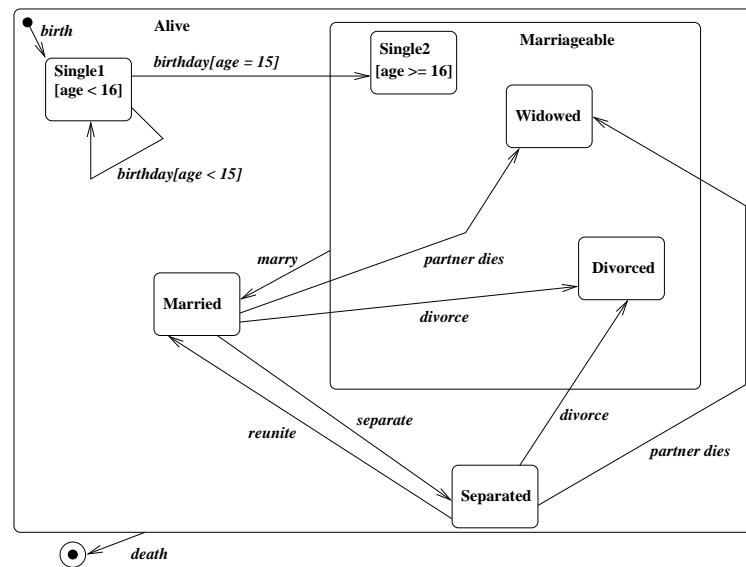 Alive
birth
Marriageable
Single1
[age < 16]
birthday[age = 15]
Single2
[age >= 16]
Widowed
birthday[age < 15]
marry
partner dies
Divorced
Married
divorce
separate
reunite
divorce
partner dies
Separated
death